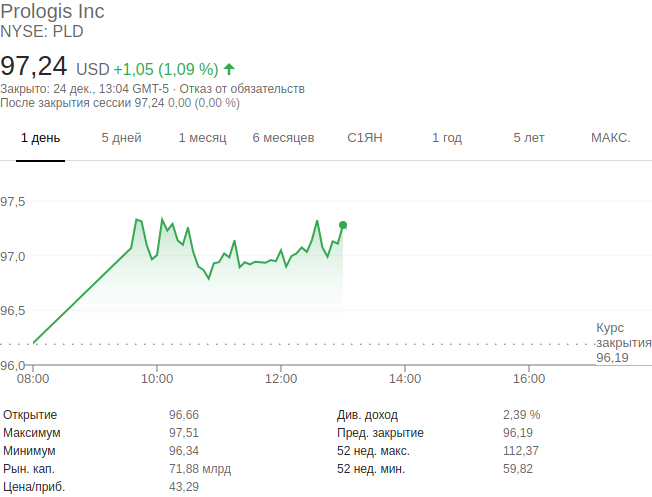 Prologis Inc
NYSE: PLD
97,24 USD +1,05 (1,09 %)
Закрыто: 24 дек., 13:04 GMT-5 · Отказ от обязательств
После закрытия сессии 97,24 0,00 (0,00 %)
1 день 5 дней 1 месяц 6 месяцев С1ЯН 1 год 5 лет МАКС.
97,5
97,0
96,5
Курс
закрытия
96,19
96,0
08:00 10:00 12:00 14:00 16:00
Открытие 96,66 Див. доход 2,39 %
Максимум 97,51 Пред. закрытие 96,19
Минимум 96,34 52 нед. макс. 112,37
Рын. кап. 71,88 млрд 52 нед. мин. 59,82
Цена/приб. 43,29